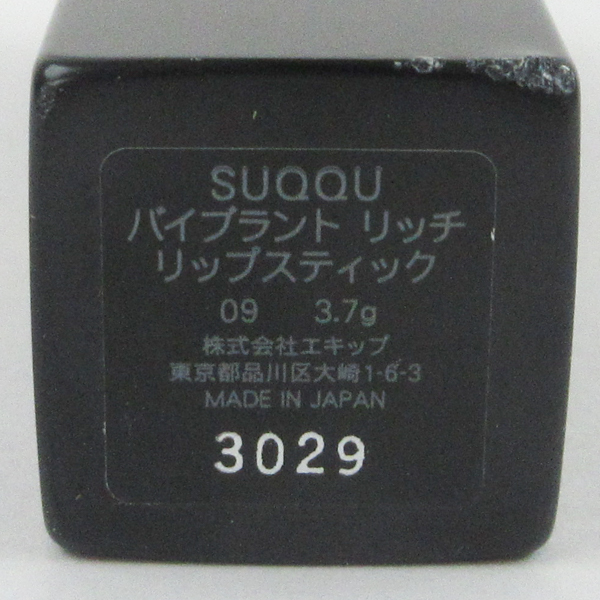 SUQQU
バイブラント リッチ
リップスティック
09 3.7g
株式会社エキップ
東京都品川区大崎1-6-3
MADE IN JAPAN
3029